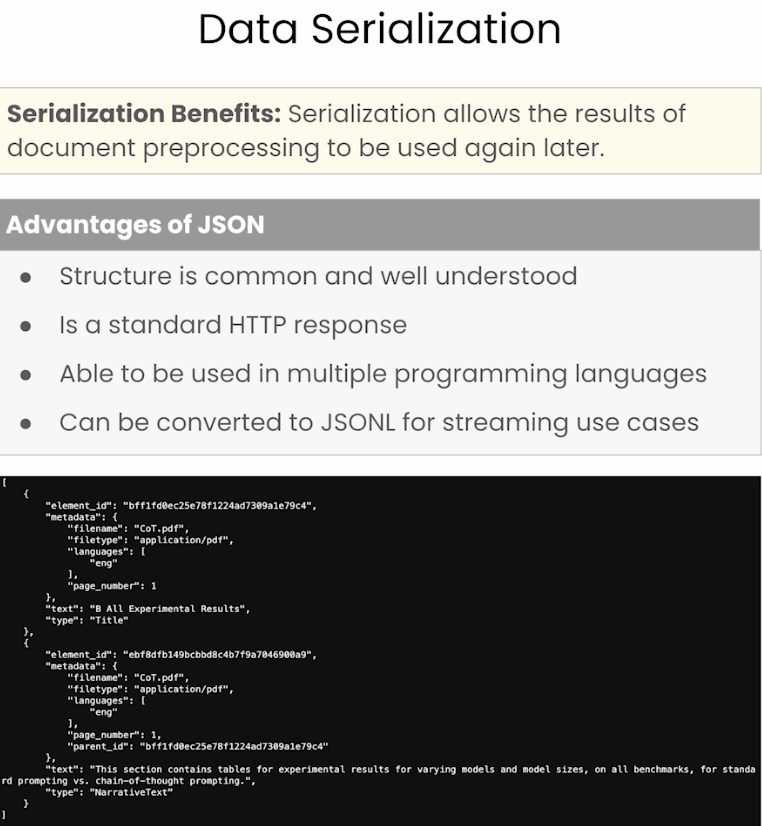 Data Serialization
Serialization Benefits: Serialization allows the results of
document preprocessing to be used again later.
Advantages of JSON
● Structure is common and well understood
● Is a standard HTTP response
● Able to be used in multiple programming languages
● Can be converted to JSONL for streaming use cases
[
    {
        "element_id": "bff1fd0ec25e78f1224ad7309a1e79c4",
        "metadata": {
            "filename": "CoT.pdf",
            "filetype": "application/pdf",
            "languages": [
                "eng"
            ],
            "page_number": 1
        },
        "text": "B All Experimental Results",
        "type": "Title"
    },
    {
        "element_id": "ebf8dfb149bcbbd8c4b7f9a7046900a9",
        "metadata": {
            "filename": "CoT.pdf",
            "filetype": "application/pdf",
            "languages": [
                "eng"
            ],
            "page_number": 1,
            "parent_id": "bff1fd0ec25e78f1224ad7309a1e79c4"
        },
        "text": "This section contains tables for experimental results for varying models and model sizes, on all benchmarks, for standa
rd prompting vs. chain-of-thought prompting.",
        "type": "NarrativeText"
    }
]